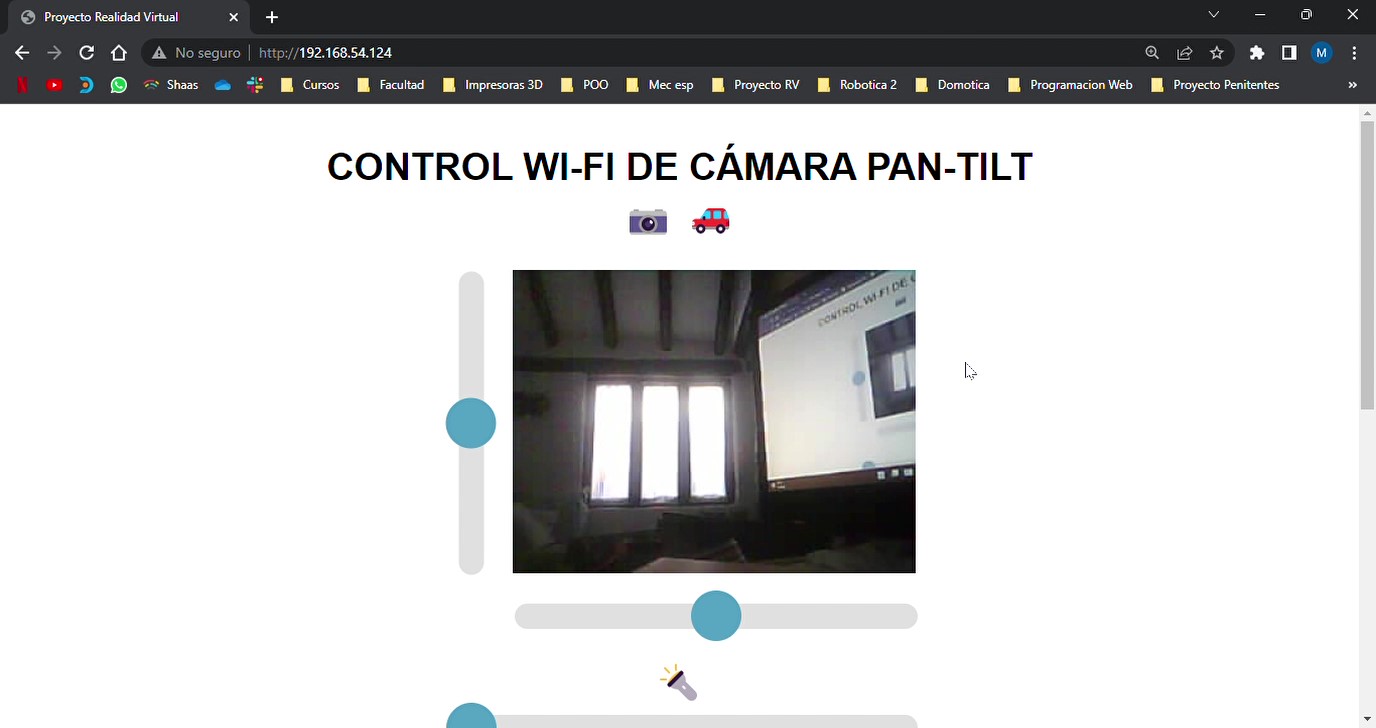 Proyecto Realidad Virtual
No seguro http://192.168.54.124
M
Shaas Cursos Facultad Impresoras 3D POO Mec esp Proyecto RV Robotica 2 Domotica Programacion Web Proyecto Penitentes »
CONTROL WI-FI DE CÁMARA PAN-TILT
CONTROL WI-FI DE C